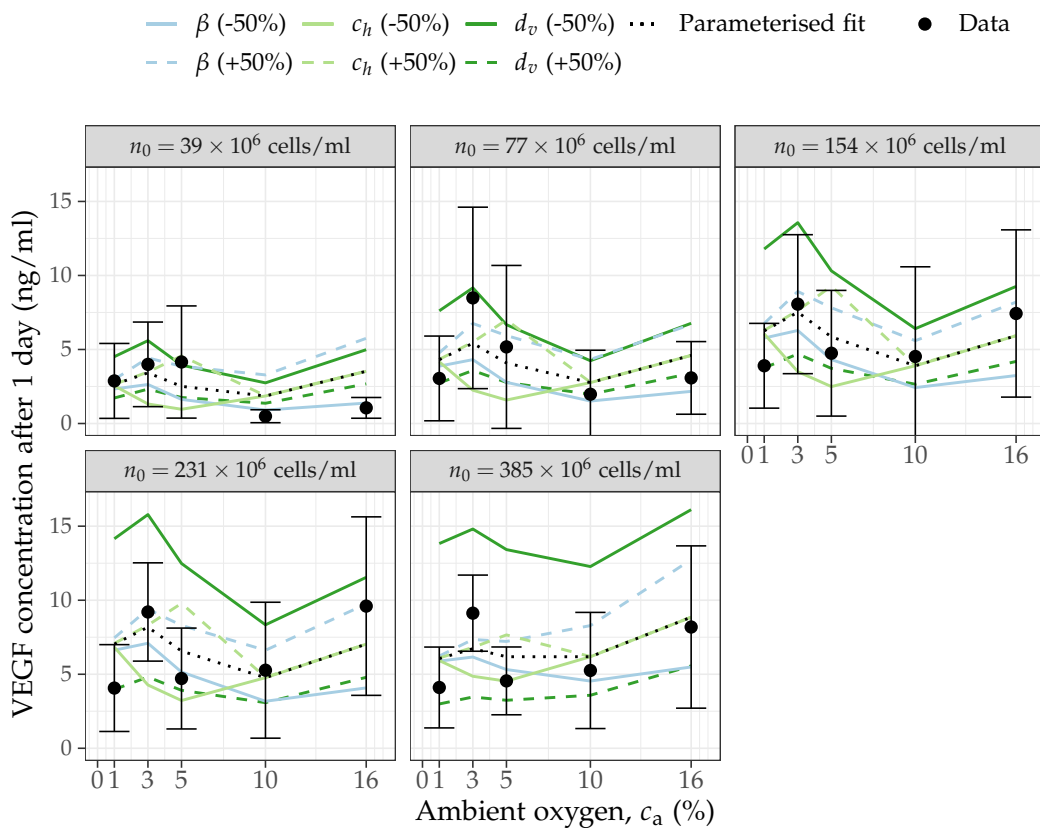 β (-50%) c_h (-50%) d_v (-50%) Parameterised fit Data
β (+50%) c_h (+50%) d_v (+50%)
n_0 = 39 × 10^6 cells/ml n_0 = 77 × 10^6 cells/ml n_0 = 154 × 10^6 cells/ml
15
10
5
0
0 1 3 5 10 16
n_0 = 231 × 10^6 cells/ml n_0 = 385 × 10^6 cells/ml
15
10
5
0
0 1 3 5 10 16 0 1 3 5 10 16
VEGF concentration after 1 day (ng/ml)
Ambient oxygen, c_a (%)